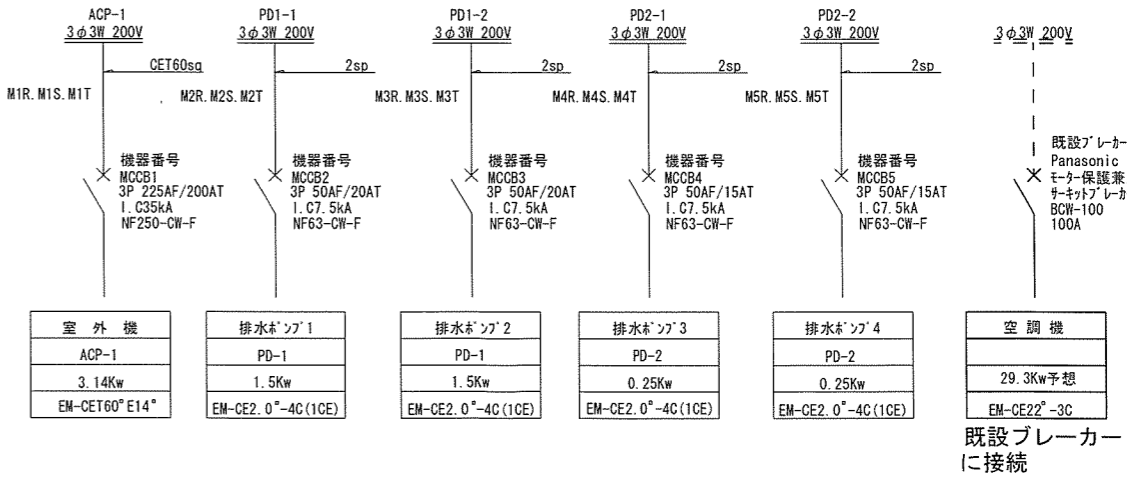 ACP-1
3φ3W 200V
CET60sq
M1R. M1S. M1T
機器番号
MCCB1
3P 225AF/200AT
I. C35kA
NF250-CW-F
室 外 機
ACP-1
3.14Kw
EM-CET60° E14°
PD1-1
3φ3W 200V
2sp
M2R. M2S. M2T
機器番号
MCCB2
3P 50AF/20AT
I. C7.5kA
NF63-CW-F
排水ポンプ1
PD-1
1.5Kw
EM-CE2.0°-4C(1CE)
PD1-2
3φ3W 200V
2sp
M3R. M3S. M3T
機器番号
MCCB3
3P 50AF/20AT
I. C7.5kA
NF63-CW-F
排水ポンプ2
PD-1
1.5Kw
EM-CE2.0°-4C(1CE)
PD2-1
3φ3W 200V
2sp
M4R. M4S. M4T
機器番号
MCCB4
3P 50AF/15AT
I. C7.5kA
NF63-CW-F
排水ポンプ3
PD-2
0.25Kw
EM-CE2.0°-4C(1CE)
PD2-2
3φ3W 200V
2sp
M5R. M5S. M5T
機器番号
MCCB5
3P 50AF/15AT
I. C7.5kA
NF63-CW-F
排水ポンプ4
PD-2
0.25Kw
EM-CE2.0°-4C(1CE)
3φ3W 200V
既設ブレーカー
Panasonic
モーター保護兼
サーキットブレーカ
BCW-100
100A
空 調 機
29.3Kw予想
EM-CE22°-3C
既設ブレーカー
に接続